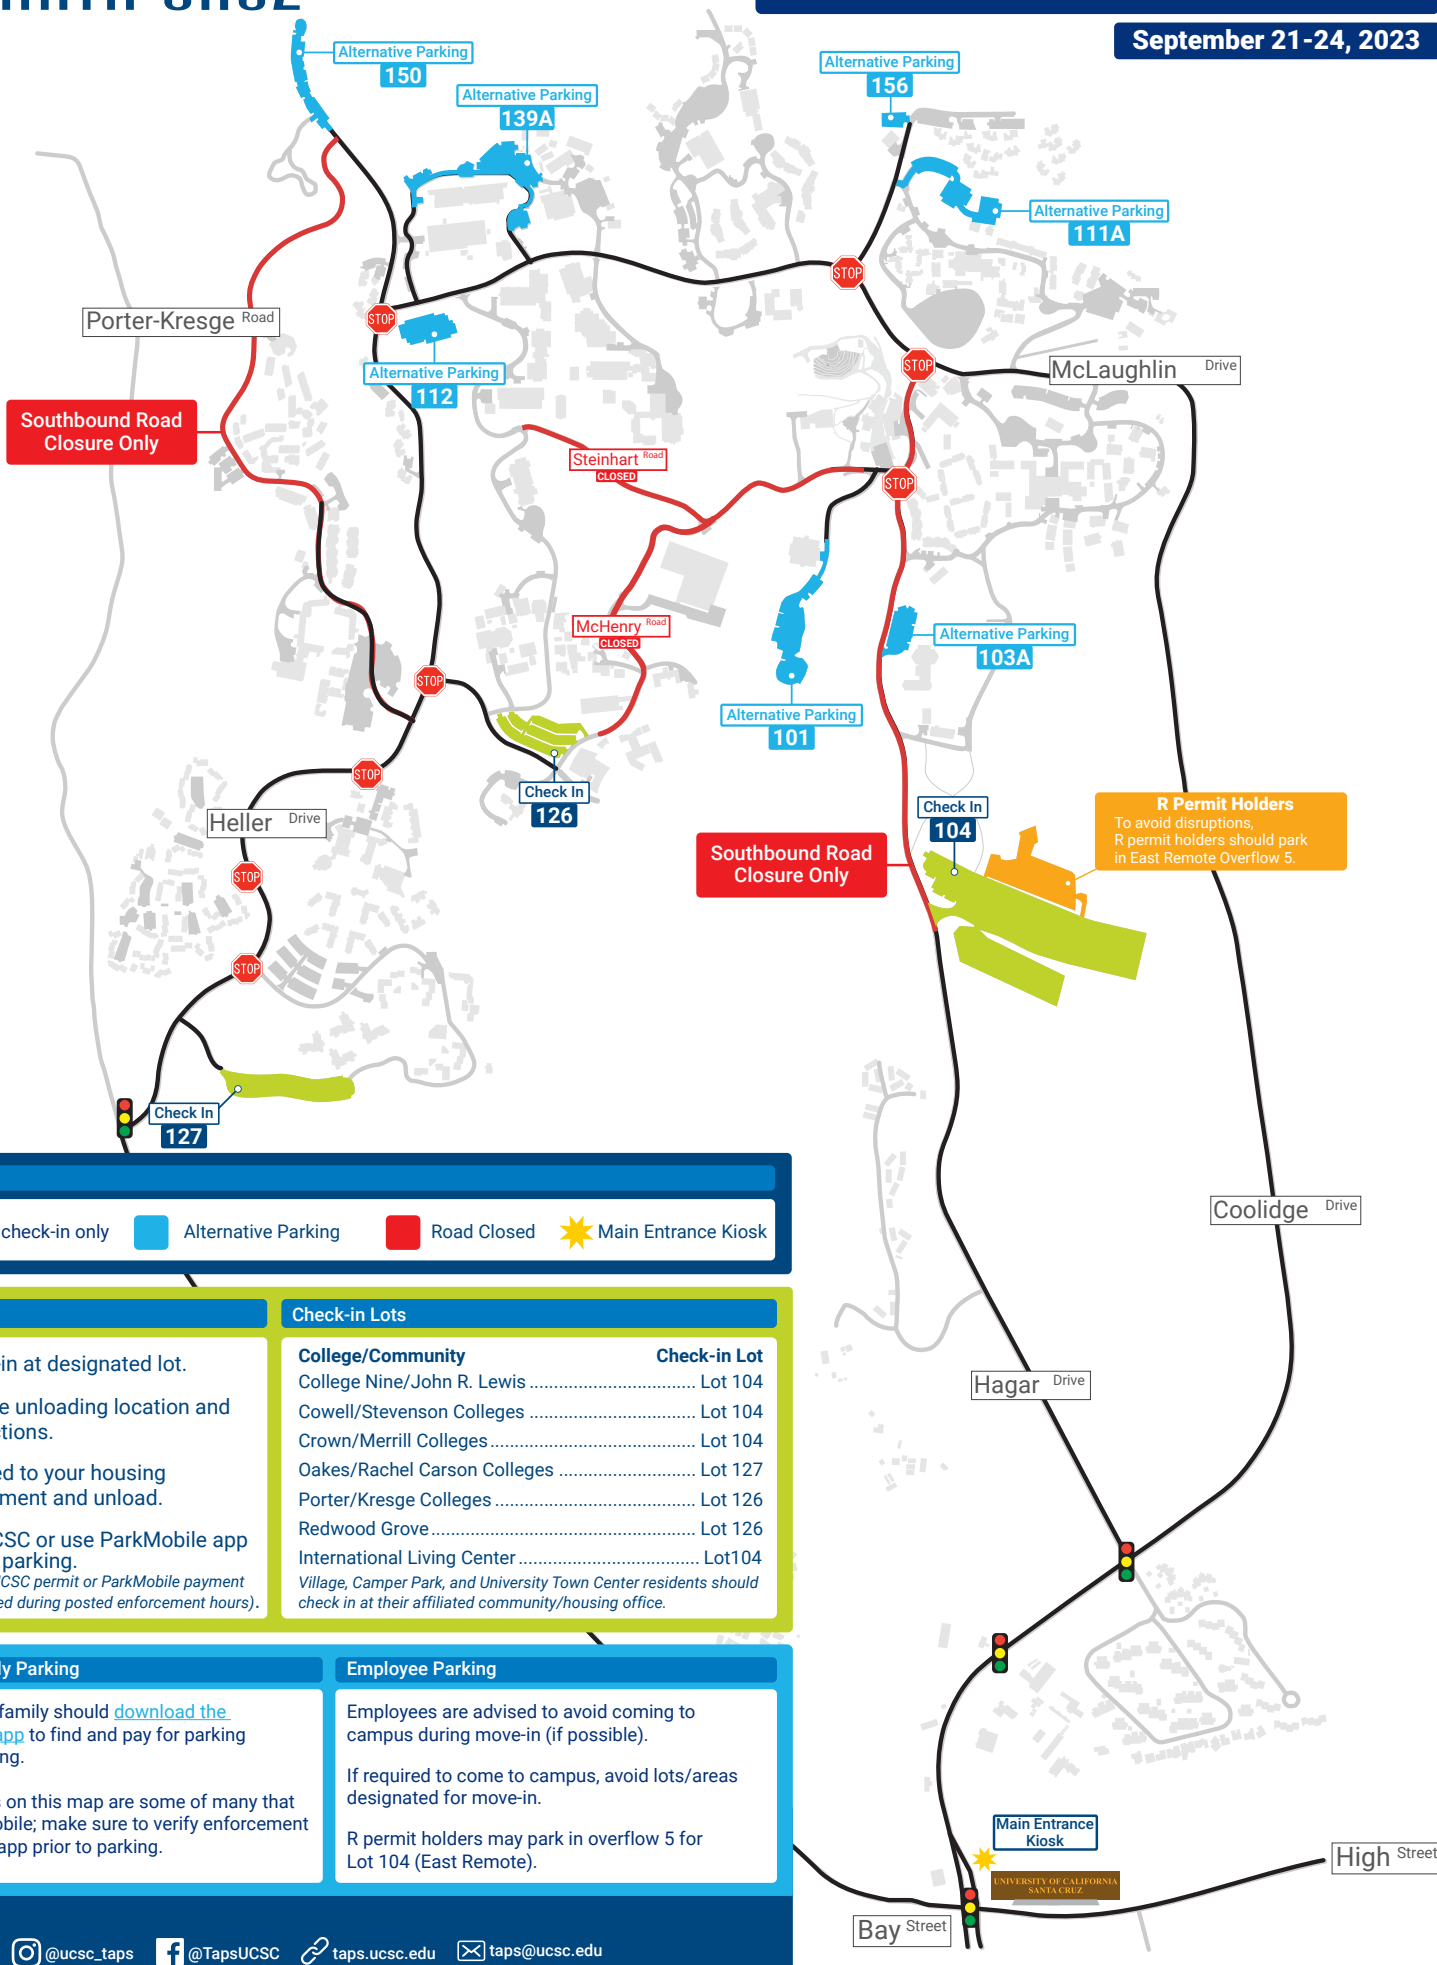 SANTA CRUZ
September 21-24, 2023
Alternative Parking
150
Alternative Parking
139A
Alternative Parking
156
Alternative Parking
111A
STOP
STOP
Porter-Kresge Road
Alternative Parking
112
STOP
McLaughlin Drive
Southbound Road
Closure Only
Steinhart Road
CLOSED
STOP
McHenry Road
CLOSED
Alternative Parking
103A
STOP
Alternative Parking
101
STOP
Check In
126
Heller Drive
Check In
104
R Permit Holders
To avoid disruptions,
R permit holders should park
in East Remote Overflow 5.
Southbound Road
Closure Only
STOP
STOP
Check In
127
check-in only
Alternative Parking
Road Closed
Main Entrance Kiosk
Coolidge Drive
Hagar Drive
in at designated lot.
e unloading location and
ctions.
ed to your housing
ment and unload.
CSC or use ParkMobile app
parking.
UCSC permit or ParkMobile payment
ed during posted enforcement hours).
Check-in Lots
College/Community Check-in Lot
College Nine/John R. Lewis ................................ Lot 104
Cowell/Stevenson Colleges ................................ Lot 104
Crown/Merrill Colleges ....................................... Lot 104
Oakes/Rachel Carson Colleges .......................... Lot 127
Porter/Kresge Colleges ...................................... Lot 126
Redwood Grove .................................................. Lot 126
International Living Center .................................. Lot104
Village, Camper Park, and University Town Center residents should
check in at their affiliated community/housing office.
ly Parking
family should download the
app to find and pay for parking
ng.
s on this map are some of many that
obile; make sure to verify enforcement
app prior to parking.
Employee Parking
Employees are advised to avoid coming to
campus during move-in (if possible).
If required to come to campus, avoid lots/areas
designated for move-in.
R permit holders may park in overflow 5 for
Lot 104 (East Remote).
Main Entrance
Kiosk
UNIVERSITY OF CALIFORNIA
SANTA CRUZ
High Street
Bay Street
@ucsc_taps
@TapsUCSC
taps.ucsc.edu
taps@ucsc.edu